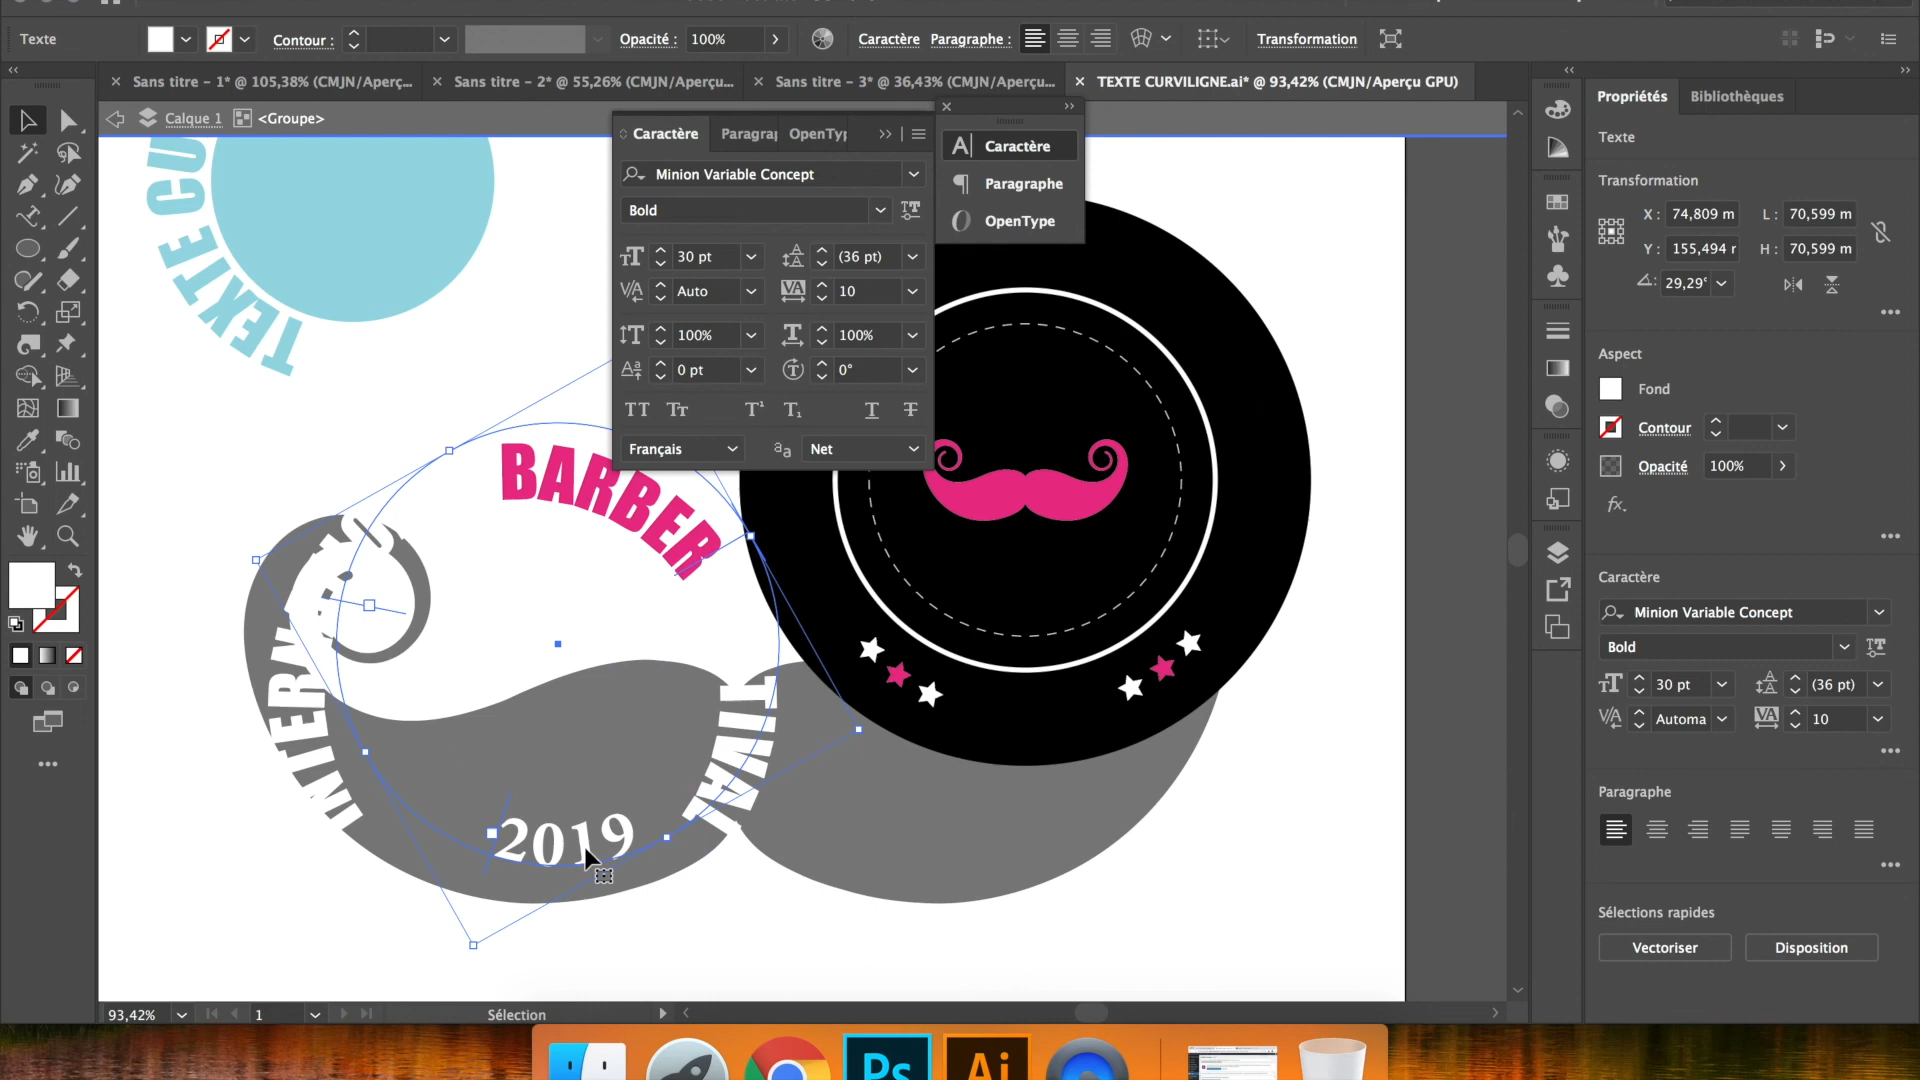 Texte
Contour :
Opacité :
100%
Caractère
Paragraphe :
Transformation
Sans titre – 1* @ 105,38% (CMJN/Aperç...
Sans titre – 2* @ 55,26% (CMJN/Aperçu...
Sans titre – 3* @ 36,43% (CMJN/Aperçu...
TEXTE CURVILIGNE.ai* @ 93,42% (CMJN/Aperçu GPU)
Calque 1
<Groupe>
Caractère
Paragrap
OpenTyp
Minion Variable Concept
Bold
30 pt
(36 pt)
Auto
10
100%
100%
0 pt
0°
Français
Net
Caractère
Paragraphe
OpenType
TEXTE CU
BARBER
2019
Propriétés
Bibliothèques
Texte
Transformation
X :
74,809 m
L :
70,599 m
Y :
155,494 r
H :
70,599 m
29,29°
Aspect
Fond
Contour
Opacité
100%
Caractère
Minion Variable Concept
Bold
30 pt
(36 pt)
Automa
10
Paragraphe
Sélections rapides
Vectoriser
Disposition
93,42%
1
Sélection
Ps
Ai